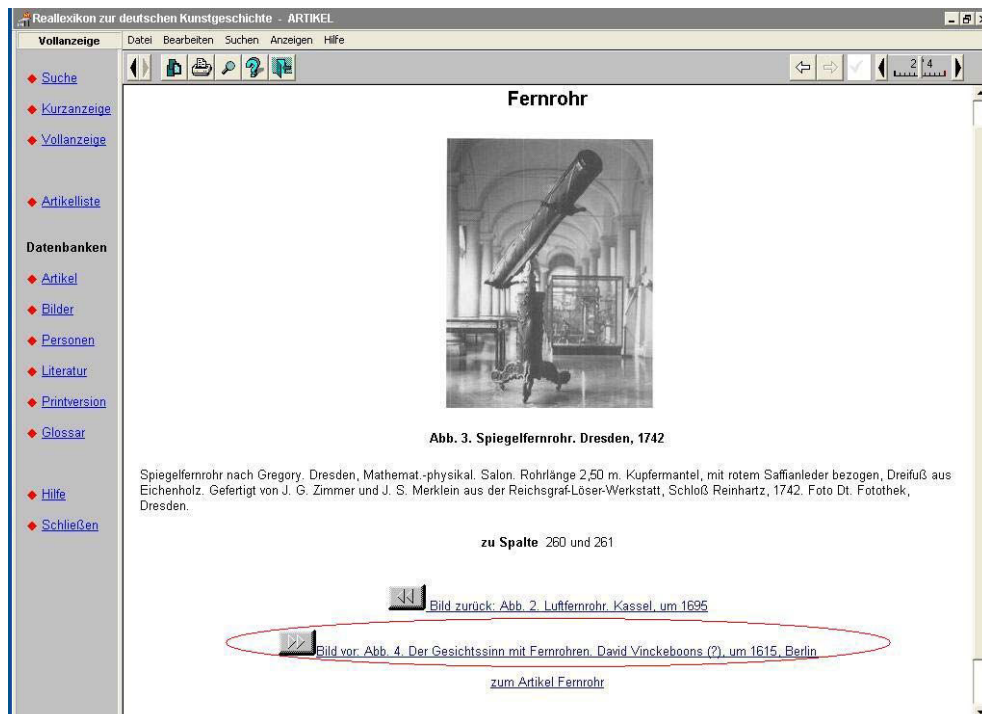 Reallexikon zur deutschen Kunstgeschichte - ARTIKEL
Vollanzeige
Datei Bearbeiten Suchen Anzeigen Hilfe
2 4
Suche
Kurzanzeige
Vollanzeige
Artikelliste
Datenbanken
Artikel
Bilder
Personen
Literatur
Printversion
Glossar
Hilfe
Schließen
Fernrohr
Abb. 3. Spiegelfernrohr. Dresden, 1742
Spiegelfernrohr nach Gregory. Dresden, Mathemat.-physikal. Salon. Rohrlänge 2,50 m. Kupfermantel, mit rotem Saffianleder bezogen, Dreifuß aus
Eichenholz. Gefertigt von J. G. Zimmer und J. S. Merklein aus der Reichsgraf-Löser-Werkstatt, Schloß Reinhartz, 1742. Foto Dt. Fotothek,
Dresden.
zu Spalte 260 und 261
Bild zurück: Abb. 2. Luftfernrohr. Kassel, um 1695
Bild vor: Abb. 4. Der Gesichtssinn mit Fernrohren. David Vinckeboons (?), um 1615, Berlin
zum Artikel Fernrohr